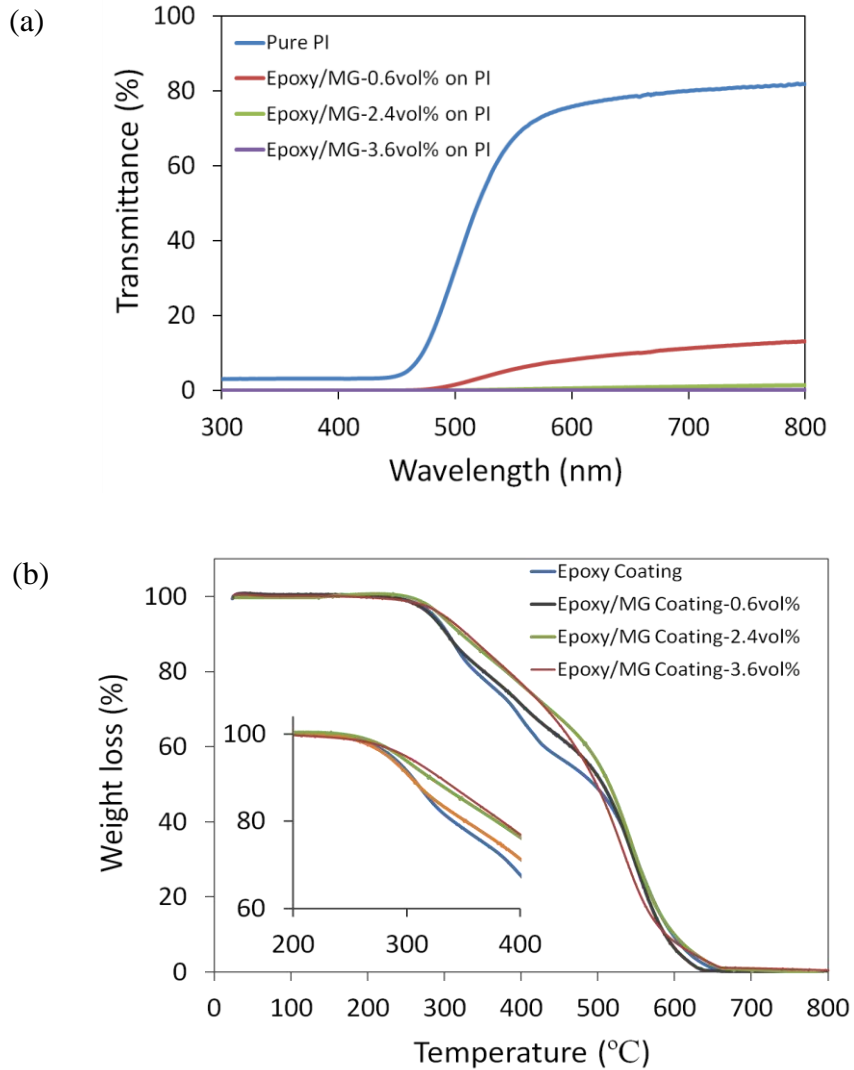 (a)
100
80
60
40
20
0
Transmittance (%)
Pure PI
Epoxy/MG-0.6vol% on PI
Epoxy/MG-2.4vol% on PI
Epoxy/MG-3.6vol% on PI
300 400 500 600 700 800
Wavelength (nm)
(b)
100
80
60
40
20
0
Weight loss (%)
Epoxy Coating
Epoxy/MG Coating-0.6vol%
Epoxy/MG Coating-2.4vol%
Epoxy/MG Coating-3.6vol%
100
80
60
200 300 400
0 100 200 300 400 500 600 700 800
Temperature (°C)